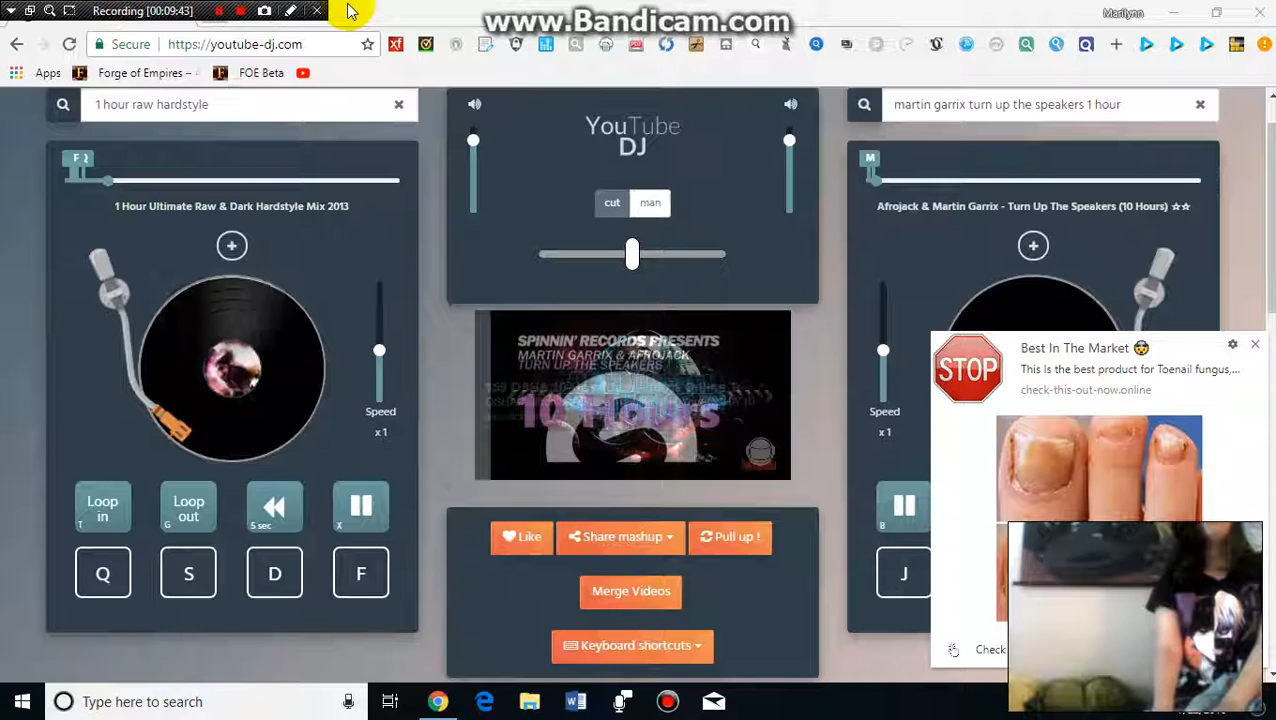 Recording [00:09:43]
www.Bandicam.com
Marilynn
Secure
https://youtube-dj.com
Apps
Forge of Empires –
FOE Beta
1 hour raw hardstyle
martin garrix turn up the speakers 1 hour
YouTube
DJ
cut
man
F
M
1 Hour Ultimate Raw & Dark Hardstyle Mix 2013
Afrojack & Martin Garrix - Turn Up The Speakers (10 Hours) ☆☆
SPINNIN' RECORDS PRESENTS
MARTIN GARRIX & AFROJACK
TURN UP THE SPEAKERS
10 Hours
Speed
x 1
Speed
x 1
STOP
Best In The Market
This Is the best product for Toenail fungus,...
check-this-out-now.online
Check
Loop in
T
Loop out
G
5 sec
X
B
Q
S
D
F
J
Like
Share mashup
Pull up !
Merge Videos
Keyboard shortcuts
Type here to search